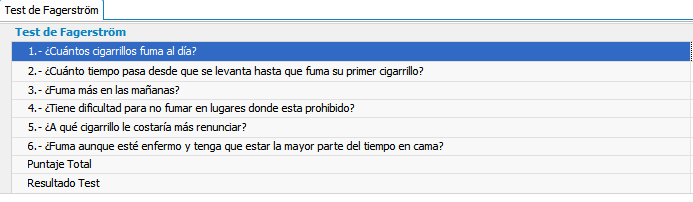 Test de Fagerström
Test de Fagerström
1.- ¿Cuántos cigarrillos fuma al día?
2.- ¿Cuánto tiempo pasa desde que se levanta hasta que fuma su primer cigarrillo?
3.- ¿Fuma más en las mañanas?
4.- ¿Tiene dificultad para no fumar en lugares donde esta prohibido?
5.- ¿A qué cigarrillo le costaría más renunciar?
6.- ¿Fuma aunque esté enfermo y tenga que estar la mayor parte del tiempo en cama?
Puntaje Total
Resultado Test